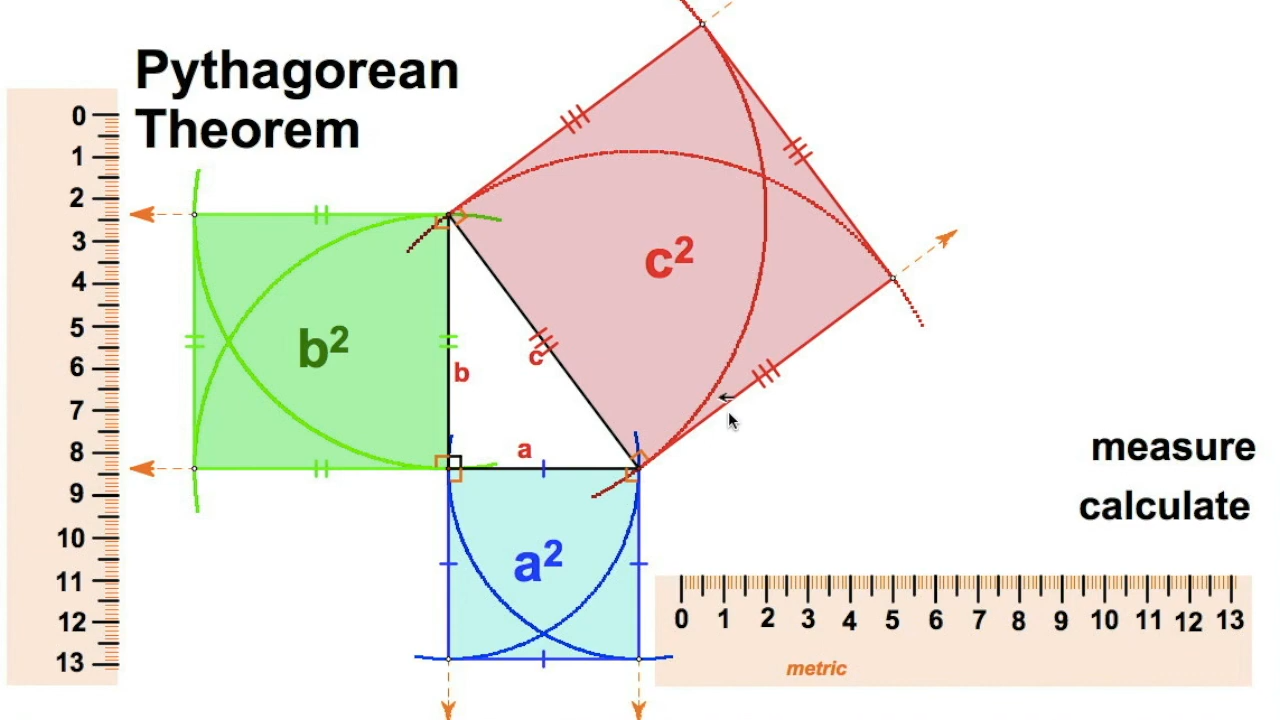 Pythagorean
Theorem
0
1
2
3
4
5
6
7
8
9
10
11
12
13
c²
b²
c
b
a
a²
measure
calculate
0 1 2 3 4 5 6 7 8 9 10 11 12 13
metric